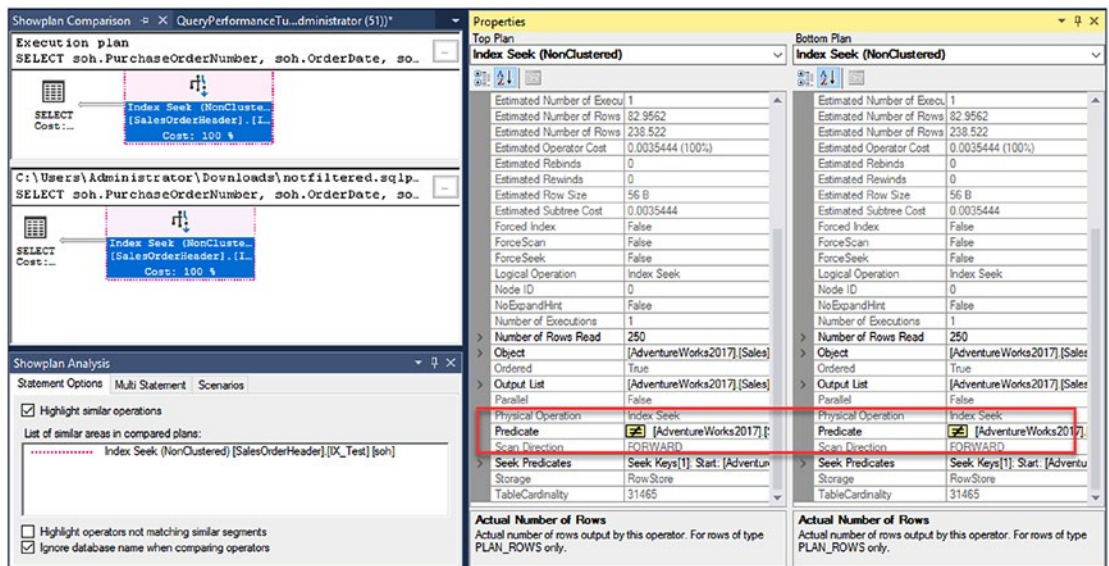 Showplan Comparison
QueryPerformanceTu...dministrator (51))*
Execution plan
SELECT soh.PurchaseOrderNumber, soh.OrderDate, so…
SELECT
Cost:…
Index Seek (NonCluste…
[SalesOrderHeader].[I…
Cost: 100 %
C:\Users\Administrator\Downloads\notfiltered.sqlp…
SELECT soh.PurchaseOrderNumber, soh.OrderDate, so…
SELECT
Cost:…
Index Seek (NonCluste…
[SalesOrderHeader].[I…
Cost: 100 %
Showplan Analysis
Statement Options Multi Statement Scenarios
Highlight similar operations
List of similar areas in compared plans:
Index Seek (NonClustered) [SalesOrderHeader].[IX_Test] [soh]
Highlight operators not matching similar segments
Ignore database name when comparing operators
Properties
Top Plan
Index Seek (NonClustered)
Estimated Number of Execu 1
Estimated Number of Rows 82.9562
Estimated Number of Rows 238.522
Estimated Operator Cost 0.0035444 (100%)
Estimated Rebinds 0
Estimated Rewinds 0
Estimated Row Size 56 B
Estimated Subtree Cost 0.0035444
Forced Index False
ForceScan False
ForceSeek False
Logical Operation Index Seek
Node ID 0
NoExpandHint False
Number of Executions 1
Number of Rows Read 250
Object [AdventureWorks2017].[Sales]
Ordered True
Output List [AdventureWorks2017].[Sales]
Parallel False
Physical Operation Index Seek
Predicate ≠ [AdventureWorks2017].[S
Scan Direction FORWARD
Seek Predicates Seek Keys[1]: Start: [Adventure
Storage RowStore
TableCardinality 31465
Actual Number of Rows
Actual number of rows output by this operator. For rows of type
PLAN_ROWS only.
Bottom Plan
Index Seek (NonClustered)
Estimated Number of Execu 1
Estimated Number of Rows 82.9562
Estimated Number of Rows 238.522
Estimated Operator Cost 0.0035444 (100%)
Estimated Rebinds 0
Estimated Rewinds 0
Estimated Row Size 56 B
Estimated Subtree Cost 0.0035444
Forced Index False
ForceScan False
ForceSeek False
Logical Operation Index Seek
Node ID 0
NoExpandHint False
Number of Executions 1
Number of Rows Read 250
Object [AdventureWorks2017].[Sales
Ordered True
Output List [AdventureWorks2017].[Sales
Parallel False
Physical Operation Index Seek
Predicate ≠ [AdventureWorks2017].
Scan Direction FORWARD
Seek Predicates Seek Keys[1]: Start: [Adventu
Storage RowStore
TableCardinality 31465
Actual Number of Rows
Actual number of rows output by this operator. For rows of type
PLAN_ROWS only.